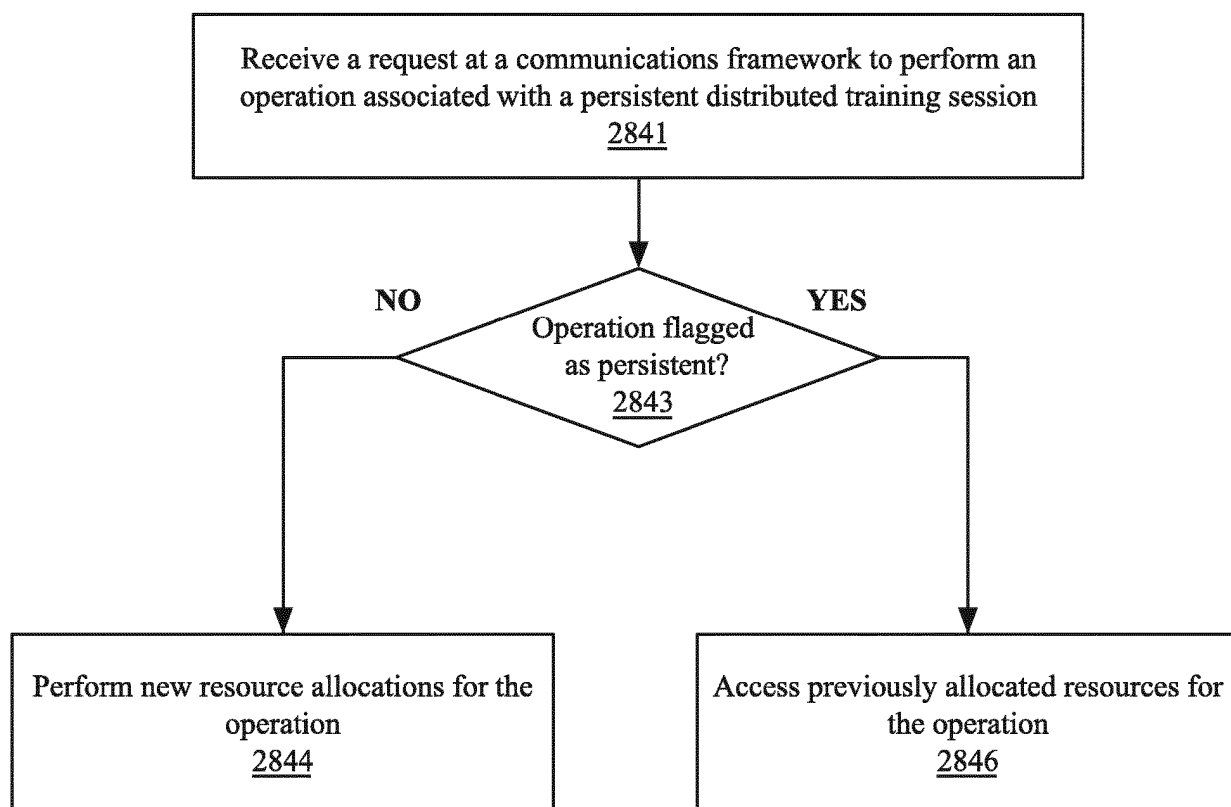 Receive a request at a communications framework to perform an
operation associated with a persistent distributed training session
2841
NO
YES
Operation flagged
as persistent?
2843
Perform new resource allocations for the
operation
2844
Access previously allocated resources for
the operation
2846